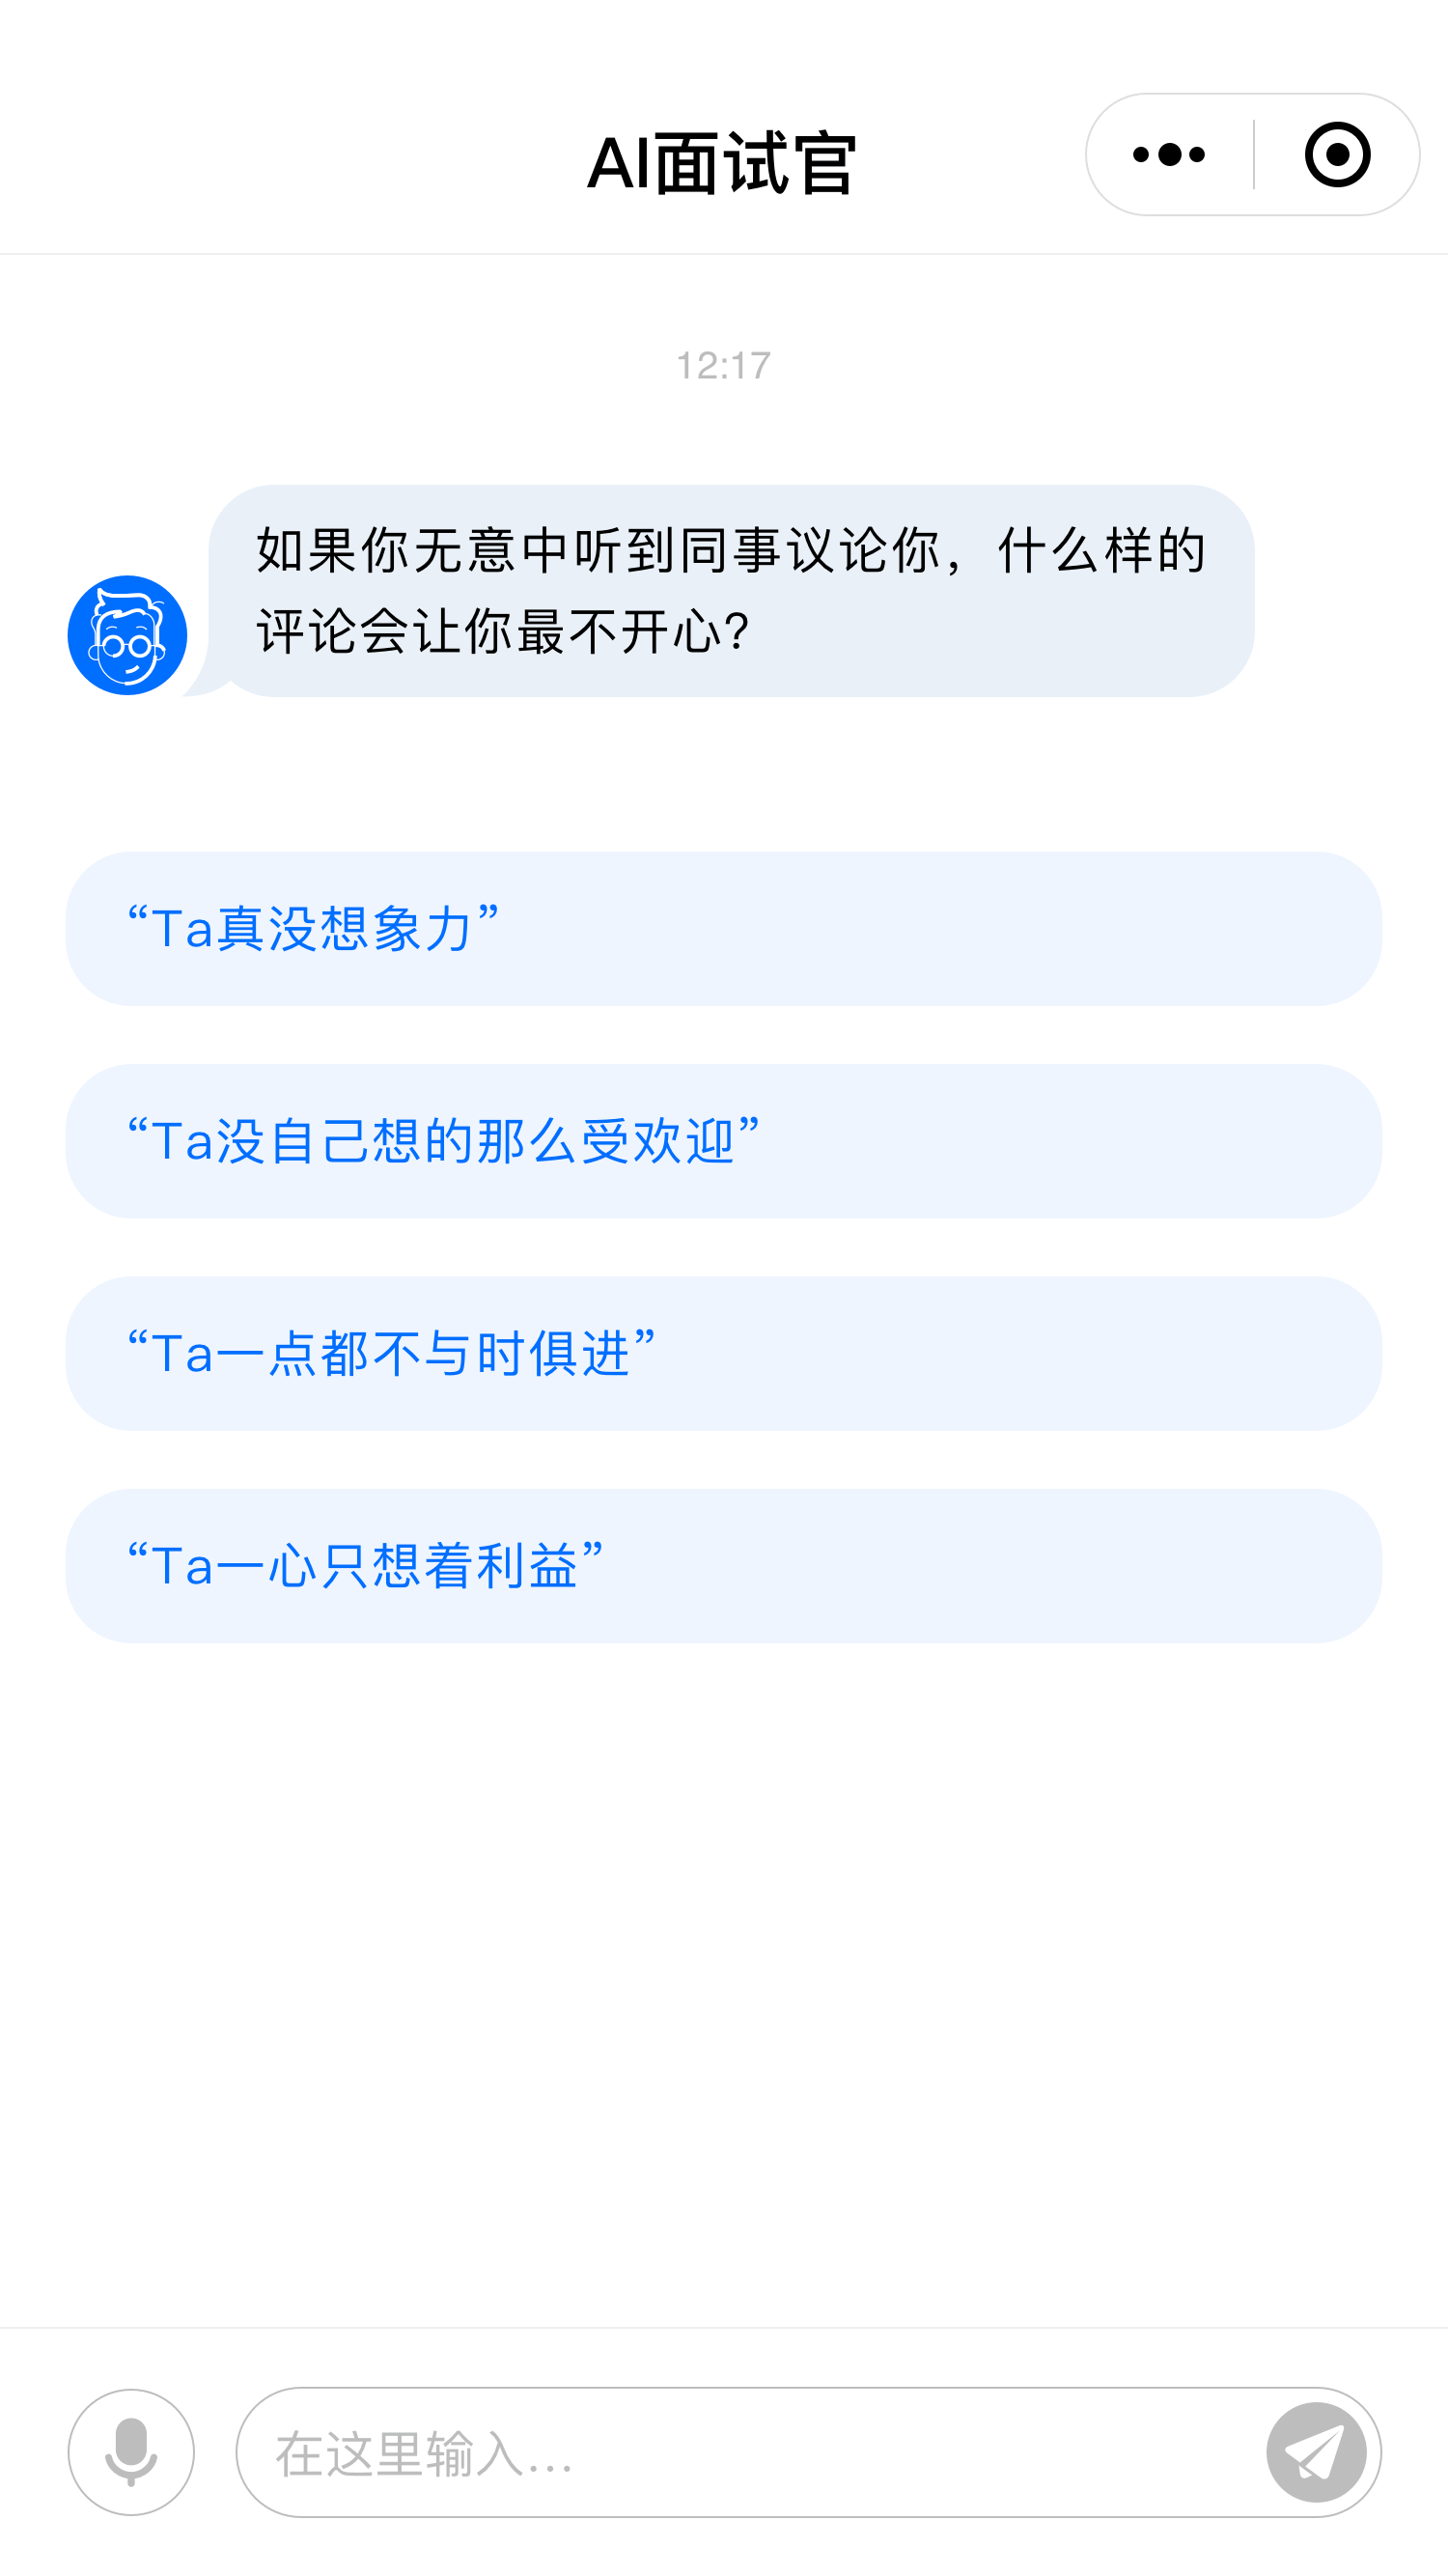 AI面试官
12:17
如果你无意中听到同事议论你，什么样的
评论会让你最不开心？
“Ta真没想象力”
“Ta没自己想的那么受欢迎”
“Ta一点都不与时俱进”
“Ta一心只想着利益”
在这里输入...